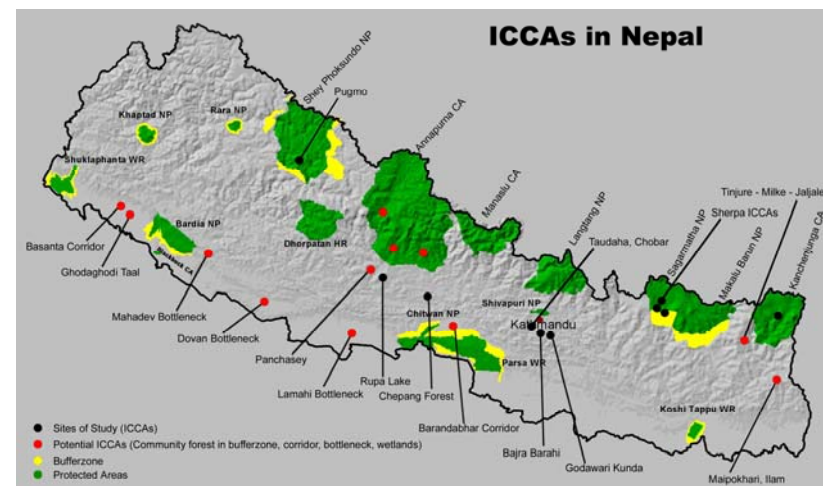 ICCAs in Nepal
Shey Phoksundo NP
Pugmo
Rara NP
Khaptad NP
Annapurna CA
Shuklaphanta WR
Manaslu CA
Langtang NP
Taudaha, Chobar
Tinjure - Milke - Jaljale
Sagarmatha NP
Sherpa ICCAs
Makalu Barun NP
Kanchenjunga CA
Bardia NP
Basanta Corridor
Ghodaghodi Taal
Blackbuck CA
Dhorpatan HR
Mahadev Bottleneck
Dovan Bottleneck
Shivapuri NP
Chitwan NP
Kathmandu
Panchasey
Lamahi Bottleneck
Parsa WR
Rupa Lake
Chepang Forest
Barandabhar Corridor
Koshi Tappu WR
Bajra Barahi
Godawari Kunda
Maipokhari, Ilam
Sites of Study (ICCAs)
Potential ICCAs (Community forest in bufferzone, corridor, bottleneck, wetlands)
Bufferzone
Protected Areas